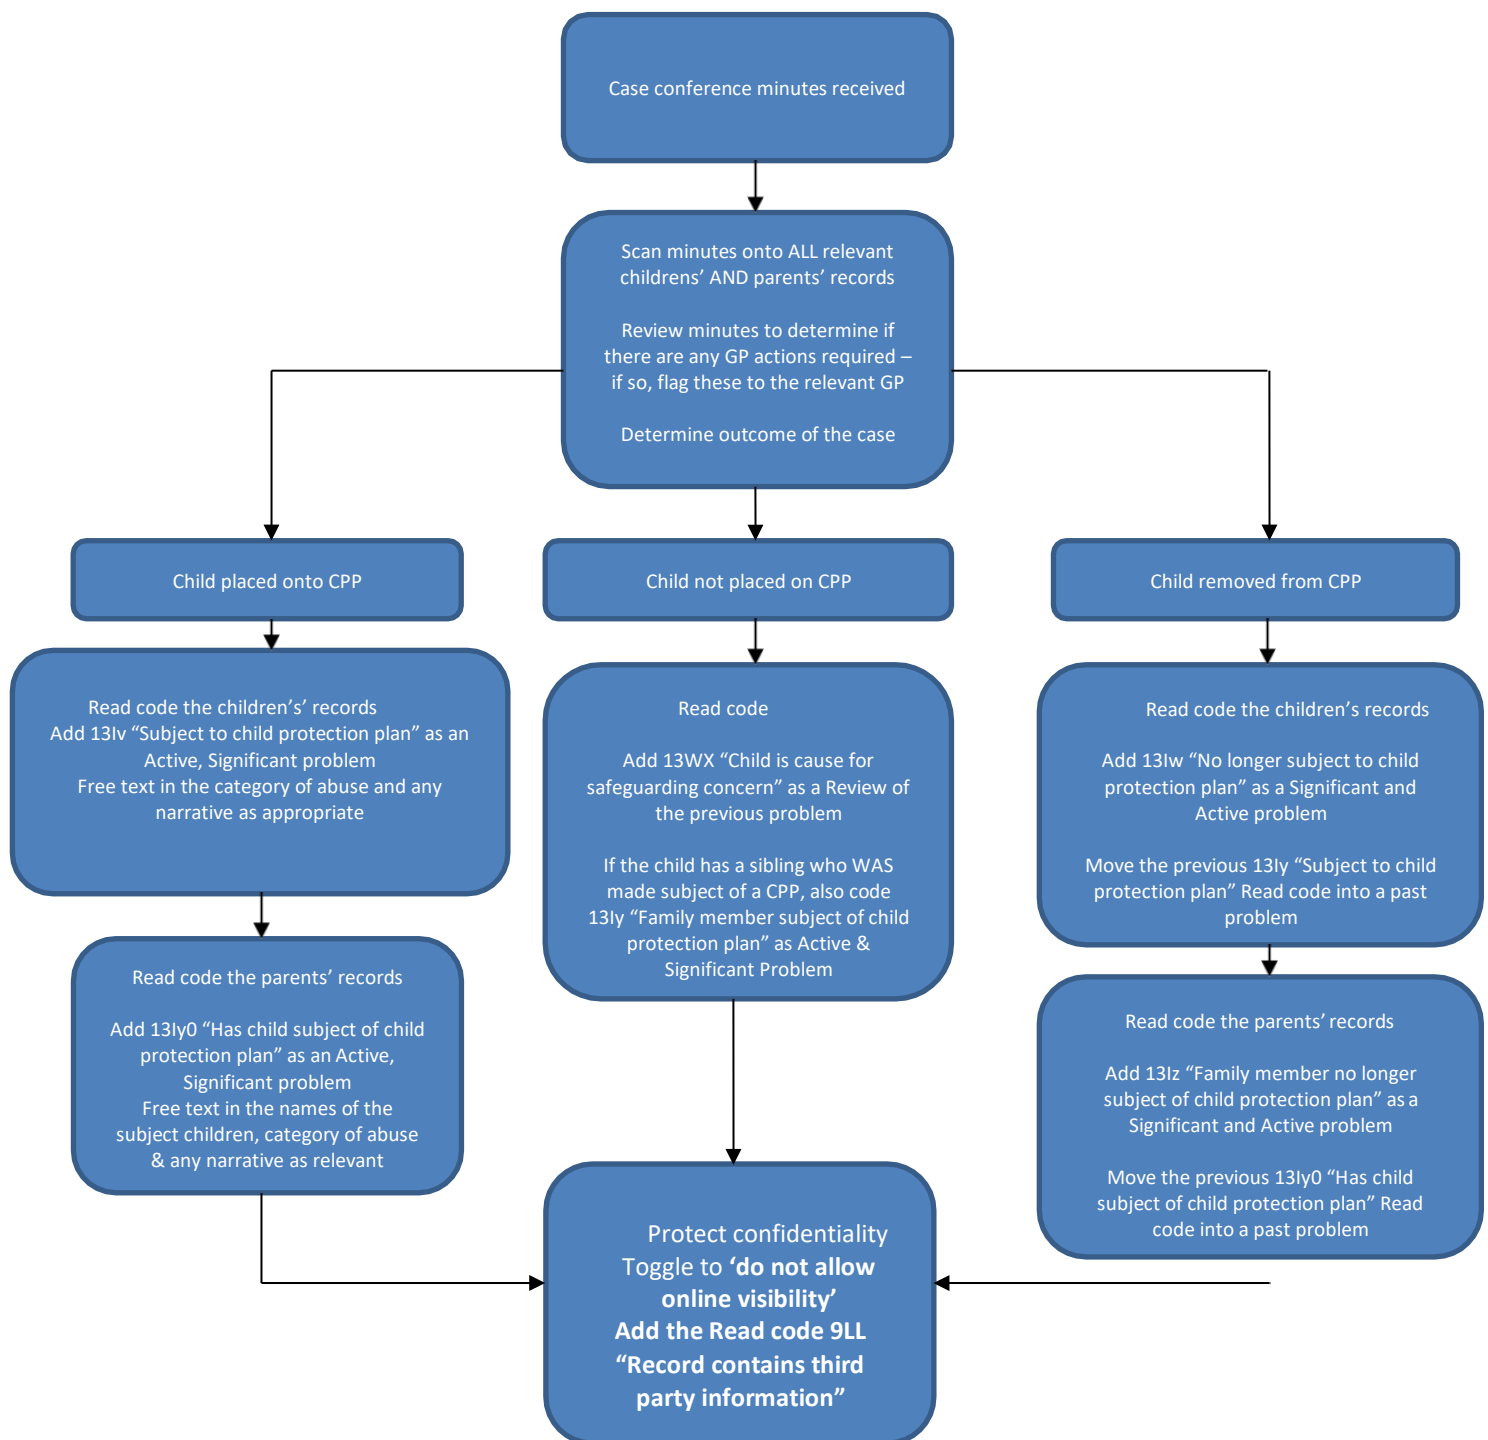 Case conference minutes received
Scan minutes onto ALL relevant
childrens’ AND parents’ records
Review minutes to determine if
there are any GP actions required –
if so, flag these to the relevant GP
Determine outcome of the case
Child placed onto CPP
Child not placed on CPP
Child removed from CPP
Read code the children’s’ records
Add 13Iv “Subject to child protection plan” as an
Active, Significant problem
Free text in the category of abuse and any
narrative as appropriate
Read code the parents’ records
Add 13Iy0 “Has child subject of child
protection plan” as an Active,
Significant problem
Free text in the names of the
subject children, category of abuse
& any narrative as relevant
Read code
Add 13WX “Child is cause for
safeguarding concern” as a Review of
the previous problem
If the child has a sibling who WAS
made subject of a CPP, also code
13Iy “Family member subject of child
protection plan” as Active &
Significant Problem
Read code the children’s records
Add 13Iw “No longer subject to child
protection plan” as a Significant and
Active problem
Move the previous 13Iy “Subject to child
protection plan” Read code into a past
problem
Read code the parents’ records
Add 13Iz “Family member no longer
subject of child protection plan” as a
Significant and Active problem
Move the previous 13Iy0 “Has child
subject of child protection plan” Read
code into a past problem
Protect confidentiality
Toggle to ‘do not allow
online visibility’
Add the Read code 9LL
“Record contains third
party information”